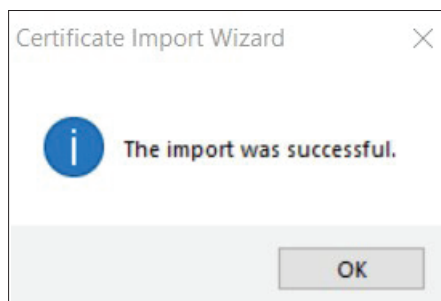 Certificate Import Wizard
The import was successful.
OK